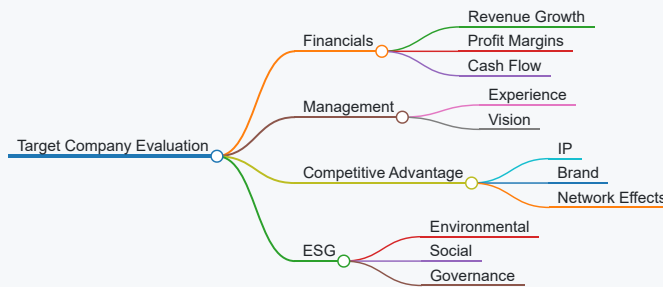 Target Company Evaluation
Financials
Revenue Growth
Profit Margins
Cash Flow
Management
Experience
Vision
Competitive Advantage
IP
Brand
Network Effects
ESG
Environmental
Social
Governance